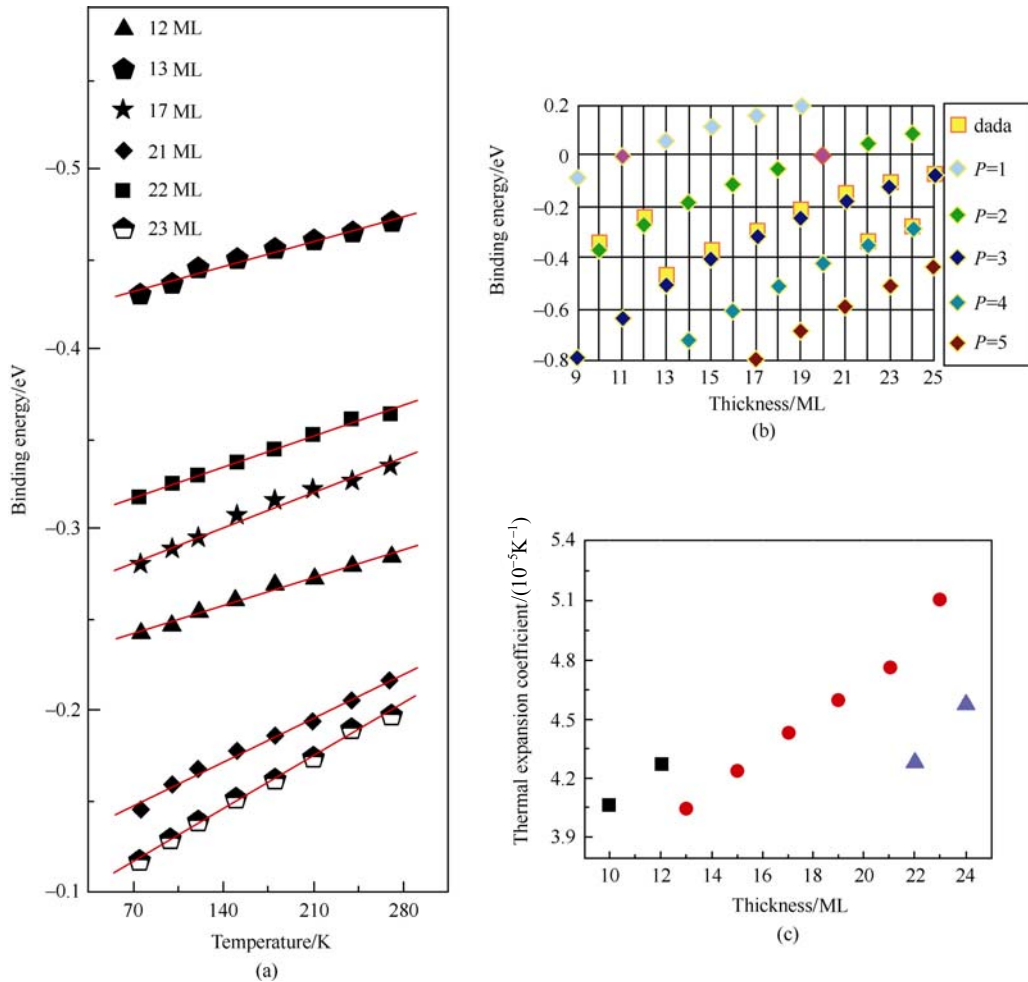 12 ML
13 ML
17 ML
21 ML
22 ML
23 ML
–0.5
–0.4
–0.3
–0.2
–0.1
Binding energy/eV
70 140 210 280
Temperature/K
(a)
0.2
0
–0.2
–0.4
–0.6
–0.8
Binding energy/eV
9 11 13 15 17 19 21 23 25
Thickness/ML
(b)
dada
P=1
P=2
P=3
P=4
P=5
5.4
5.1
4.8
4.5
4.2
3.9
Thermal expansion coefficient/(10⁻⁵K⁻¹)
10 12 14 16 18 20 22 24
Thickness/ML
(c)